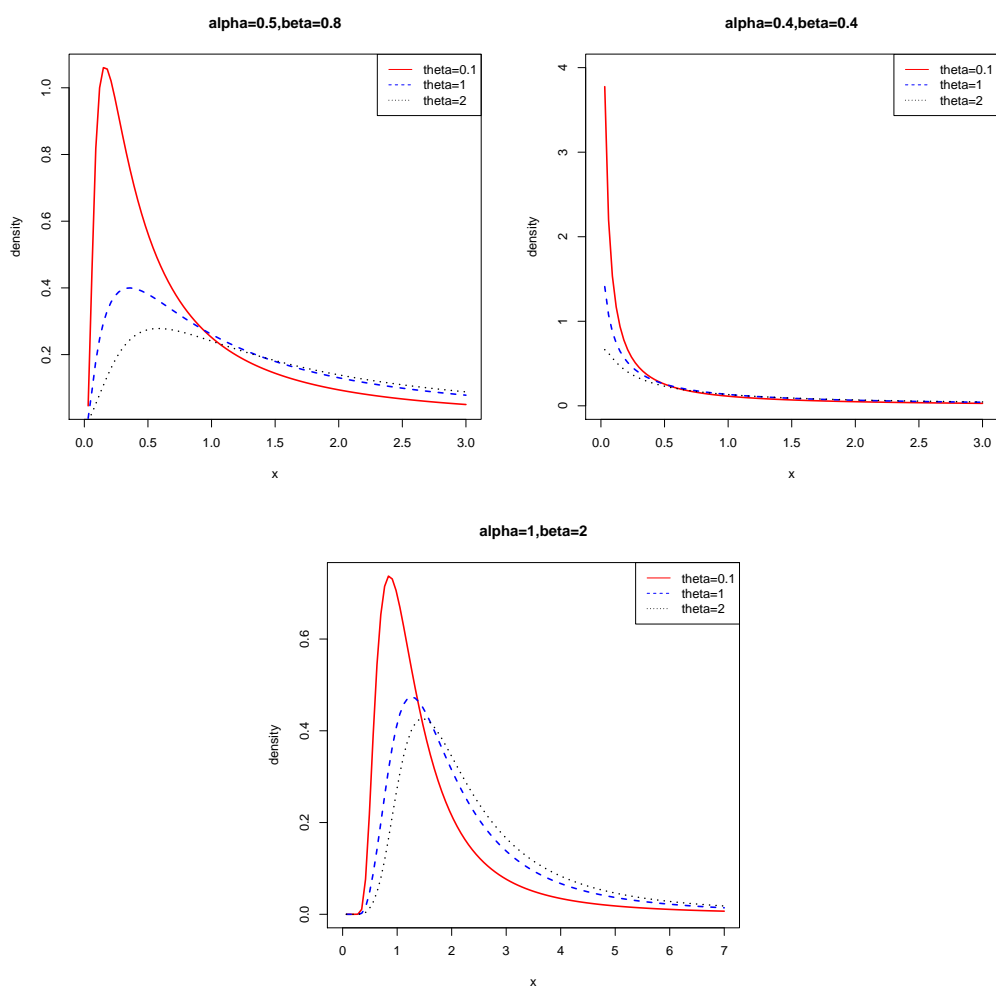 alpha=0.5,beta=0.8
theta=0.1
theta=1
theta=2
density
0.2 0.4 0.6 0.8 1.0
0.0 0.5 1.0 1.5 2.0 2.5 3.0
x
alpha=0.4,beta=0.4
theta=0.1
theta=1
theta=2
density
0 1 2 3 4
0.0 0.5 1.0 1.5 2.0 2.5 3.0
x
alpha=1,beta=2
theta=0.1
theta=1
theta=2
density
0.0 0.2 0.4 0.6
0 1 2 3 4 5 6 7
x